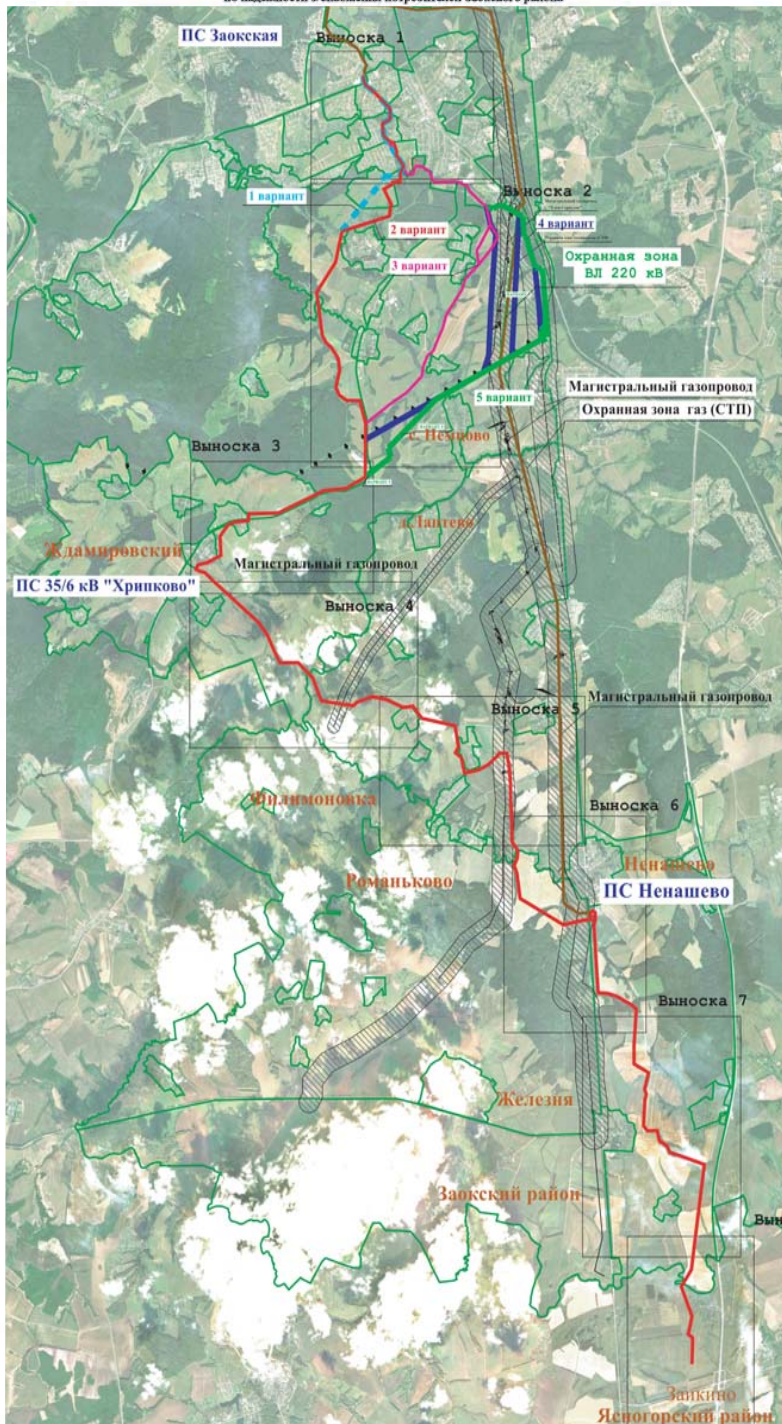 ПС Заокская
Выноска 1
1 вариант
Выноска 2
2 вариант
4 вариант
3 вариант
Охранная зона
ВЛ 220 кВ
5 вариант
Магистральный газопровод
Охранная зона газ (СТП)
с. Ненцово
Выноска 3
д. Лаптево
Ждамировский
Магистральный газопровод
ПС 35/6 кВ "Хрипково"
Выноска 4
Магистральный газопровод
Выноска 5
Филимоновка
Выноска 6
Романьково
Ненашево
ПС Ненашево
Выноска 7
Железня
Заокский район
Вын
Заикино
Ясногорский район